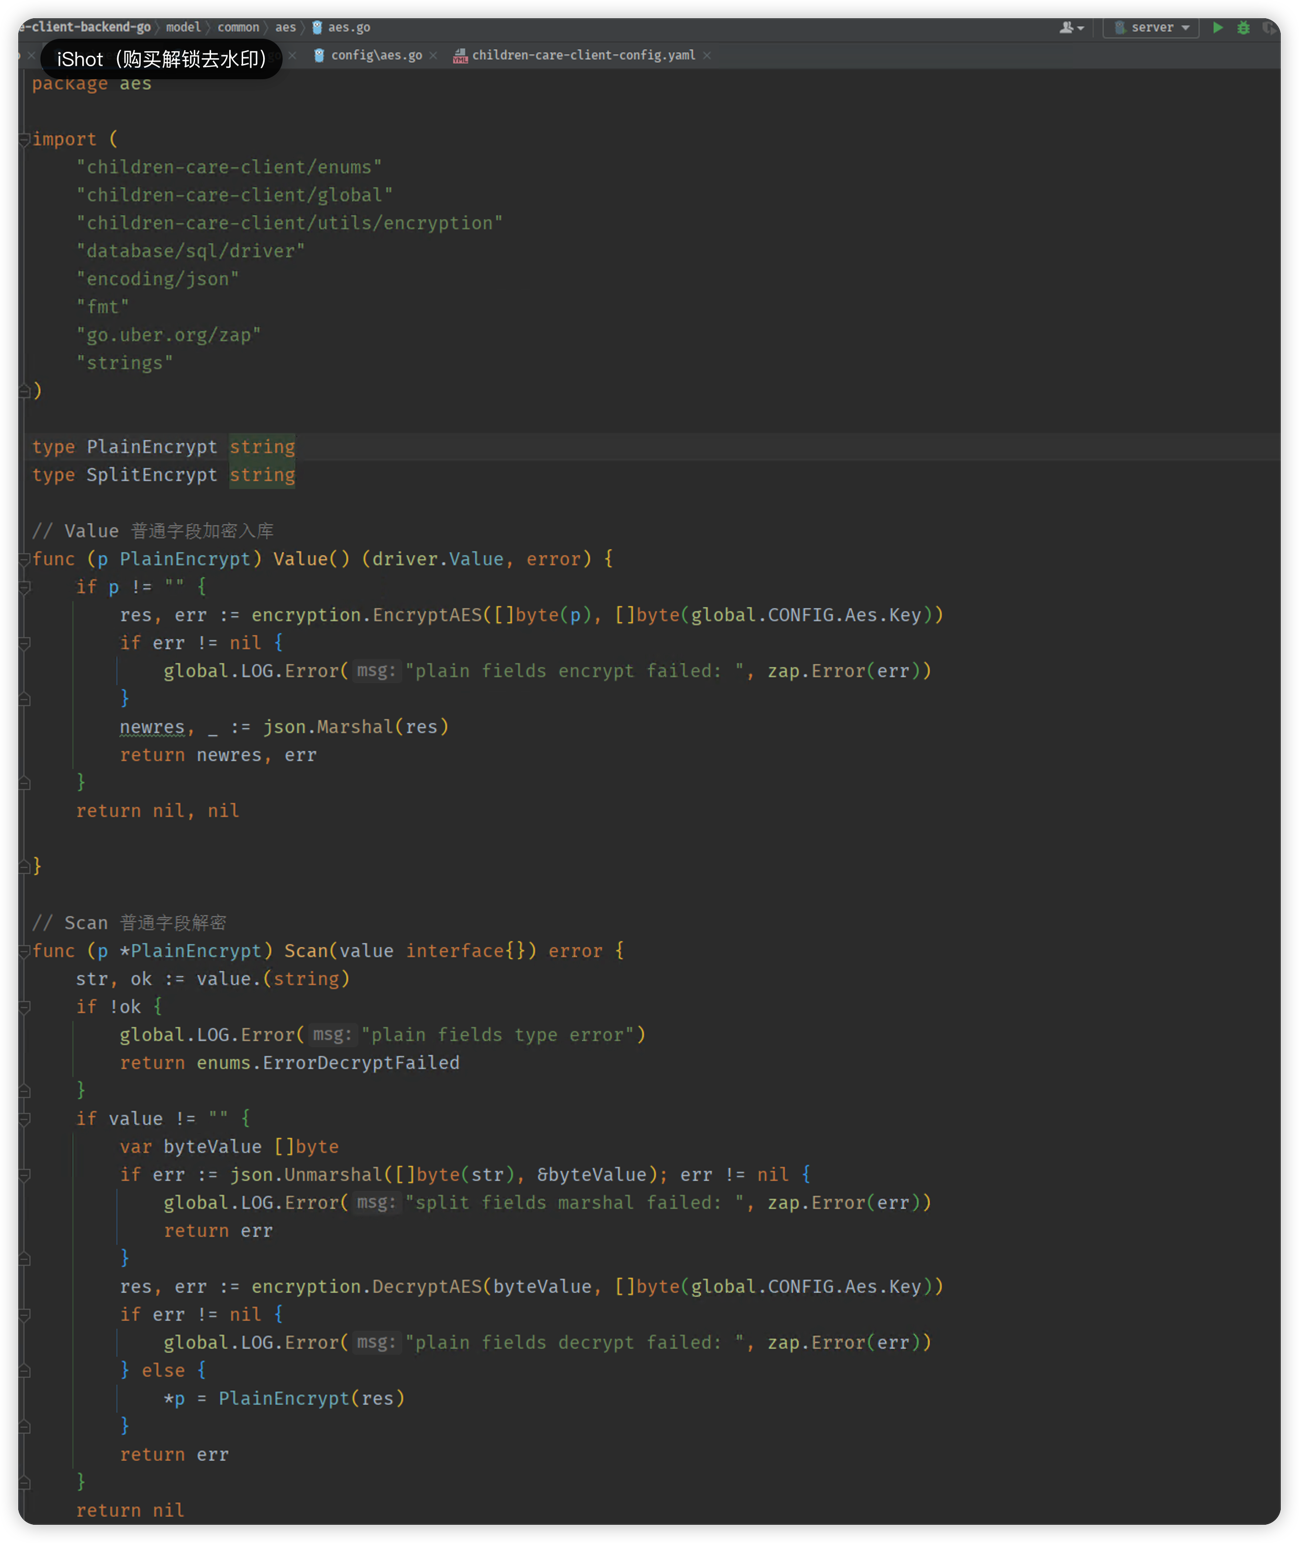 e-client-backend-go › model › common › aes › aes.go server
iShot（购买解锁去水印） config\aes.go × children-care-client-config.yaml ×
package aes
import (
"children-care-client/enums"
"children-care-client/global"
"children-care-client/utils/encryption"
"database/sql/driver"
"encoding/json"
"fmt"
"go.uber.org/zap"
"strings"
)
type PlainEncrypt string
type SplitEncrypt string
// Value 普通字段加密入库
func (p PlainEncrypt) Value() (driver.Value, error) {
if p != "" {
res, err := encryption.EncryptAES([]byte(p), []byte(global.CONFIG.Aes.Key))
if err != nil {
global.LOG.Error( msg: "plain fields encrypt failed: ", zap.Error(err))
}
newres, _ := json.Marshal(res)
return newres, err
}
return nil, nil
}
// Scan 普通字段解密
func (p *PlainEncrypt) Scan(value interface{}) error {
str, ok := value.(string)
if !ok {
global.LOG.Error( msg: "plain fields type error")
return enums.ErrorDecryptFailed
}
if value != "" {
var byteValue []byte
if err := json.Unmarshal([]byte(str), &byteValue); err != nil {
global.LOG.Error( msg: "split fields marshal failed: ", zap.Error(err))
return err
}
res, err := encryption.DecryptAES(byteValue, []byte(global.CONFIG.Aes.Key))
if err != nil {
global.LOG.Error( msg: "plain fields decrypt failed: ", zap.Error(err))
} else {
*p = PlainEncrypt(res)
}
return err
}
return nil